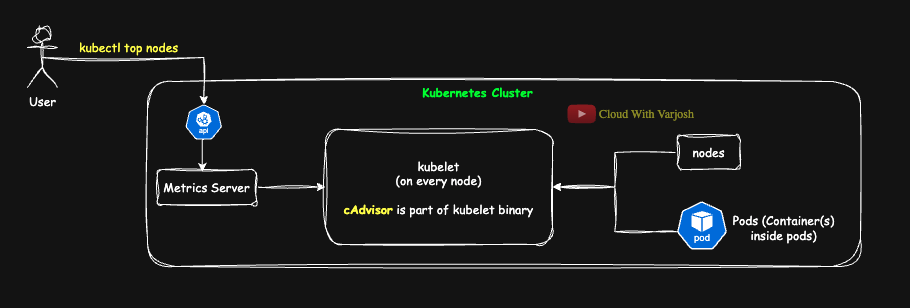 kubectl top nodes
User
Kubernetes Cluster
Cloud With Varjosh
api
Metrics Server
kubelet
(on every node)
cAdvisor is part of kubelet binary
nodes
pod
Pods (Container(s)
inside pods)